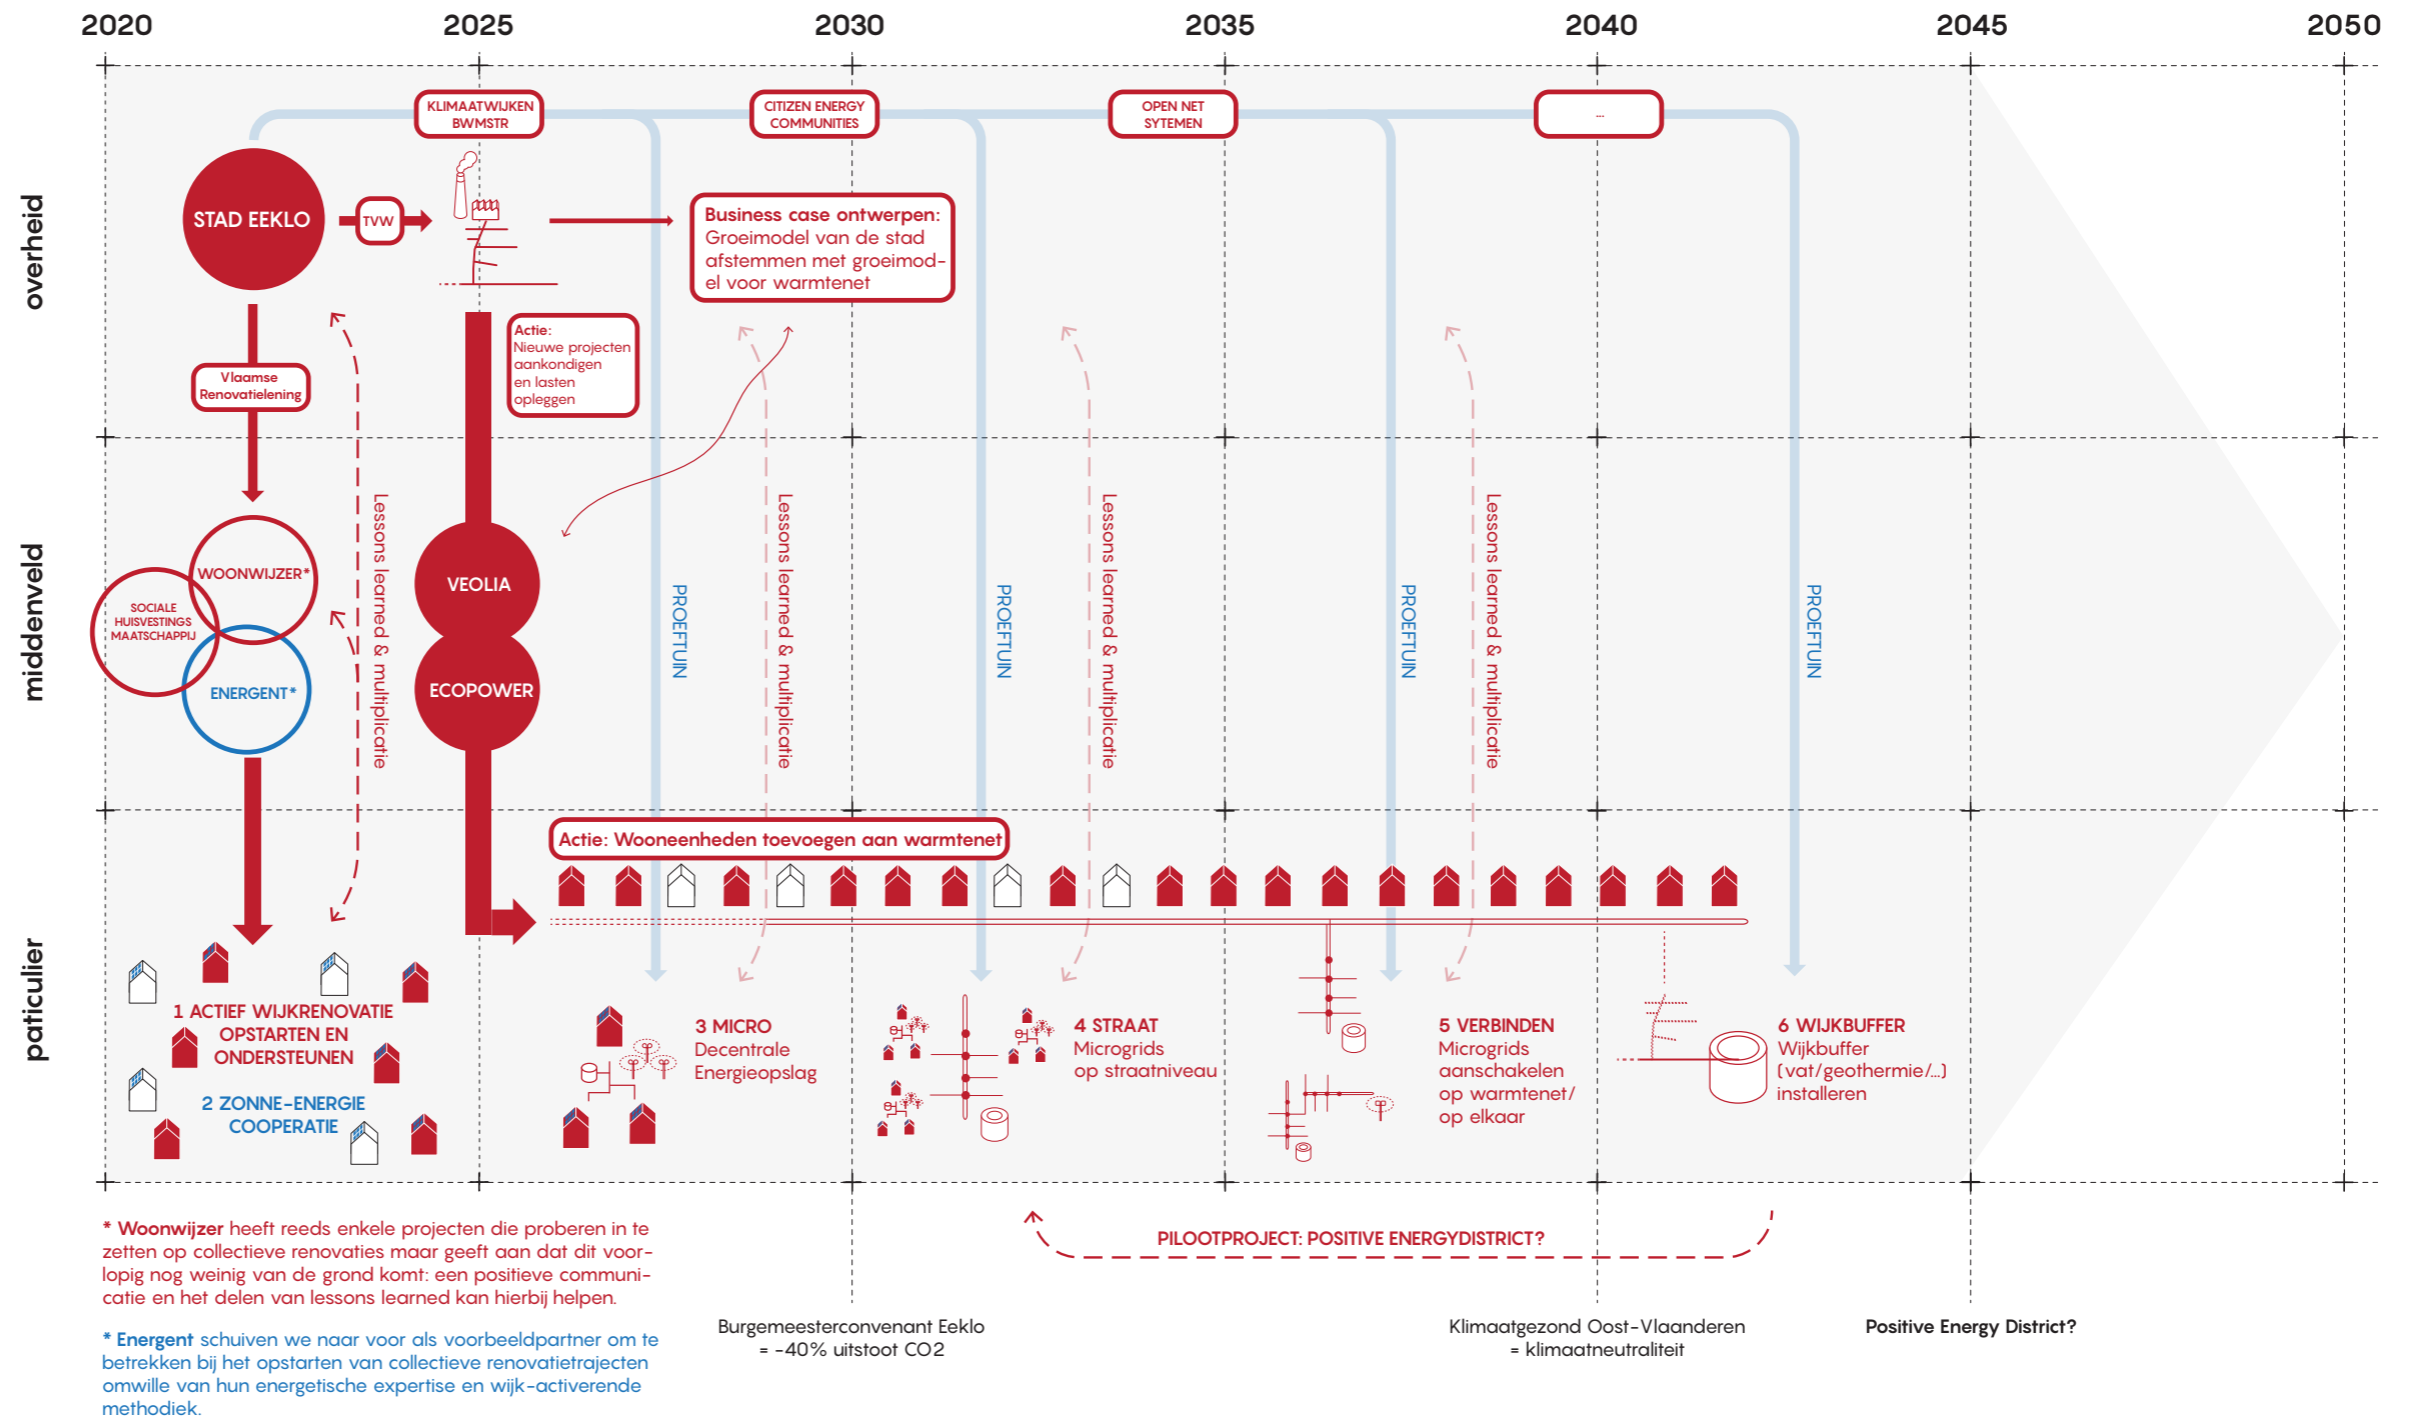 2020 2025 2030 2035 2040 2045 2050
overheid
middenveld
paticulier
KLIMAATWIJKEN
BWMSTR
CITIZEN ENERGY
COMMUNITIES
OPEN NET
SYTEMEN
...
STAD EEKLO
TVW
Business case ontwerpen:
Groeimodel van de stad
afstemmen met groeimod-
el voor warmtenet
Actie:
Nieuwe projecten
aankondigen
en lasten
opleggen
Vlaamse
Renovatielening
WOONWIJZER*
SOCIALE
HUISVESTINGS
MAATSCHAPPIJ
ENERGENT*
Lessons learned & multiplicatie
VEOLIA
ECOPOWER
PROEFTUIN
Lessons learned & multiplicatie
PROEFTUIN
Lessons learned & multiplicatie
PROEFTUIN
Lessons learned & multiplicatie
PROEFTUIN
Actie: Wooneenheden toevoegen aan warmtenet
1 ACTIEF WIJKRENOVATIE
OPSTARTEN EN
ONDERSTEUNEN
2 ZONNE-ENERGIE
COOPERATIE
3 MICRO
Decentrale
Energieopslag
4 STRAAT
Microgrids
op straatniveau
5 VERBINDEN
Microgrids
aanschakelen
op warmtenet/
op elkaar
6 WIJKBUFFER
Wijkbuffer
(vat/geothermie/...)
installeren
PILOOTPROJECT: POSITIVE ENERGYDISTRICT?
* Woonwijzer heeft reeds enkele projecten die proberen in te
zetten op collectieve renovaties maar geeft aan dat dit voor-
lopig nog weinig van de grond komt: een positieve communi-
catie en het delen van lessons learned kan hierbij helpen.
* Energent schuiven we naar voor als voorbeeldpartner om te
betrekken bij het opstarten van collectieve renovatietrajecten
omwille van hun energetische expertise en wijk-activerende
methodiek.
Burgemeesterconvenant Eeklo
= -40% uitstoot CO2
Klimaatgezond Oost-Vlaanderen
= klimaatneutraliteit
Positive Energy District?